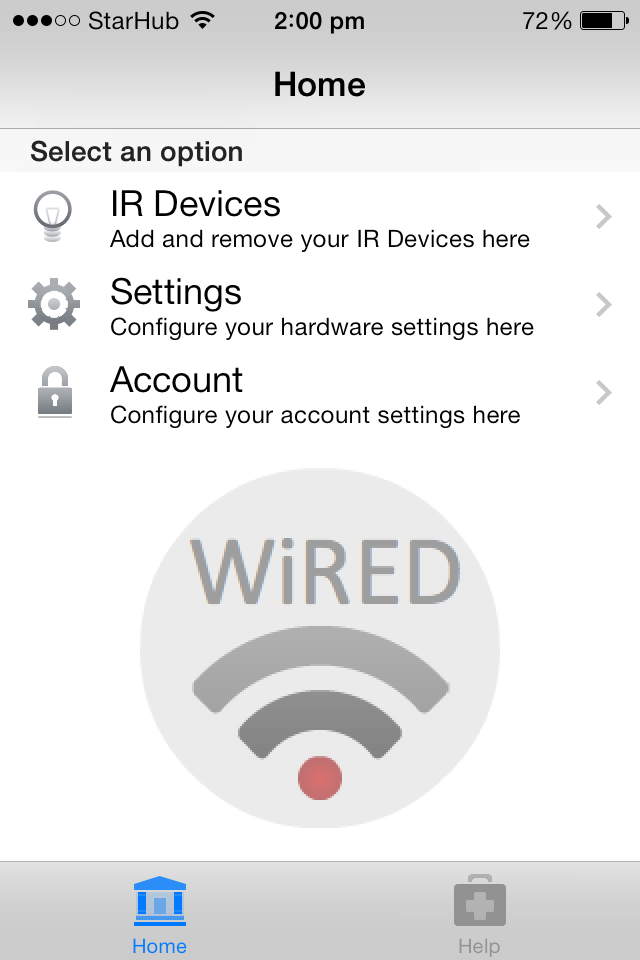 StarHub 2:00 pm 72%
Home
Select an option
IR Devices
Add and remove your IR Devices here
Settings
Configure your hardware settings here
Account
Configure your account settings here
WiRED
Home Help